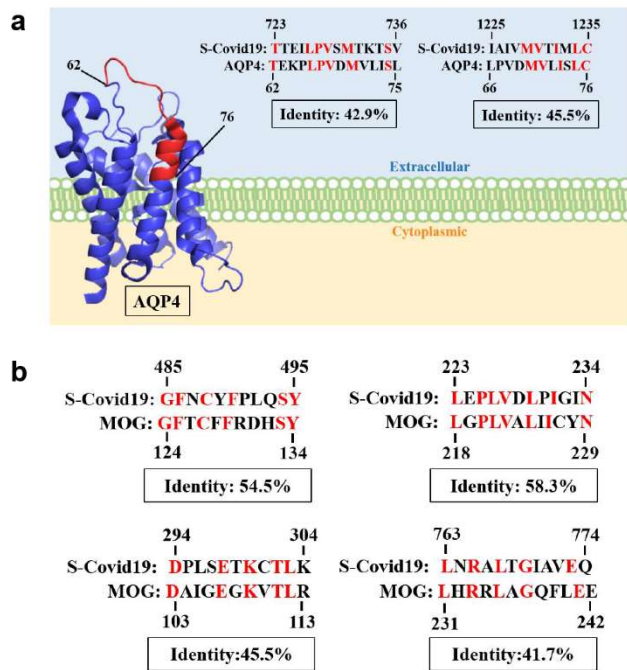 a
723 736
S-Covid19: TTEILPVSMTKTSV
AQP4: TEKPLPVDMVLISL
62 75
Identity: 42.9%
1225 1235
S-Covid19: IAIVMVTIMLC
AQP4: LPVDMVLISLC
66 76
Identity: 45.5%
62
76
Extracellular
Cytoplasmic
AQP4
b
485 495
S-Covid19: GFNCYFPLQSY
MOG: GFTCFFRDHSY
124 134
Identity: 54.5%
223 234
S-Covid19: LEPLVDLPIGIN
MOG: LGPLVALIICYN
218 229
Identity: 58.3%
294 304
S-Covid19: DPLSETKCTLK
MOG: DAIGEGKVTLR
103 113
Identity: 45.5%
763 774
S-Covid19: LNRALTGIAVEQ
MOG: LHRRLAGQFLEE
231 242
Identity: 41.7%